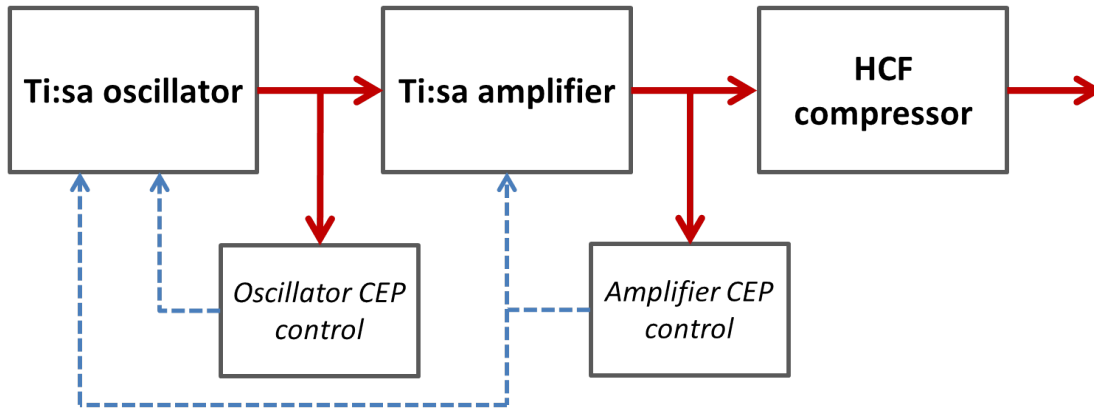 Ti:sa oscillator
Ti:sa amplifier
HCF
compressor
Oscillator CEP
control
Amplifier CEP
control